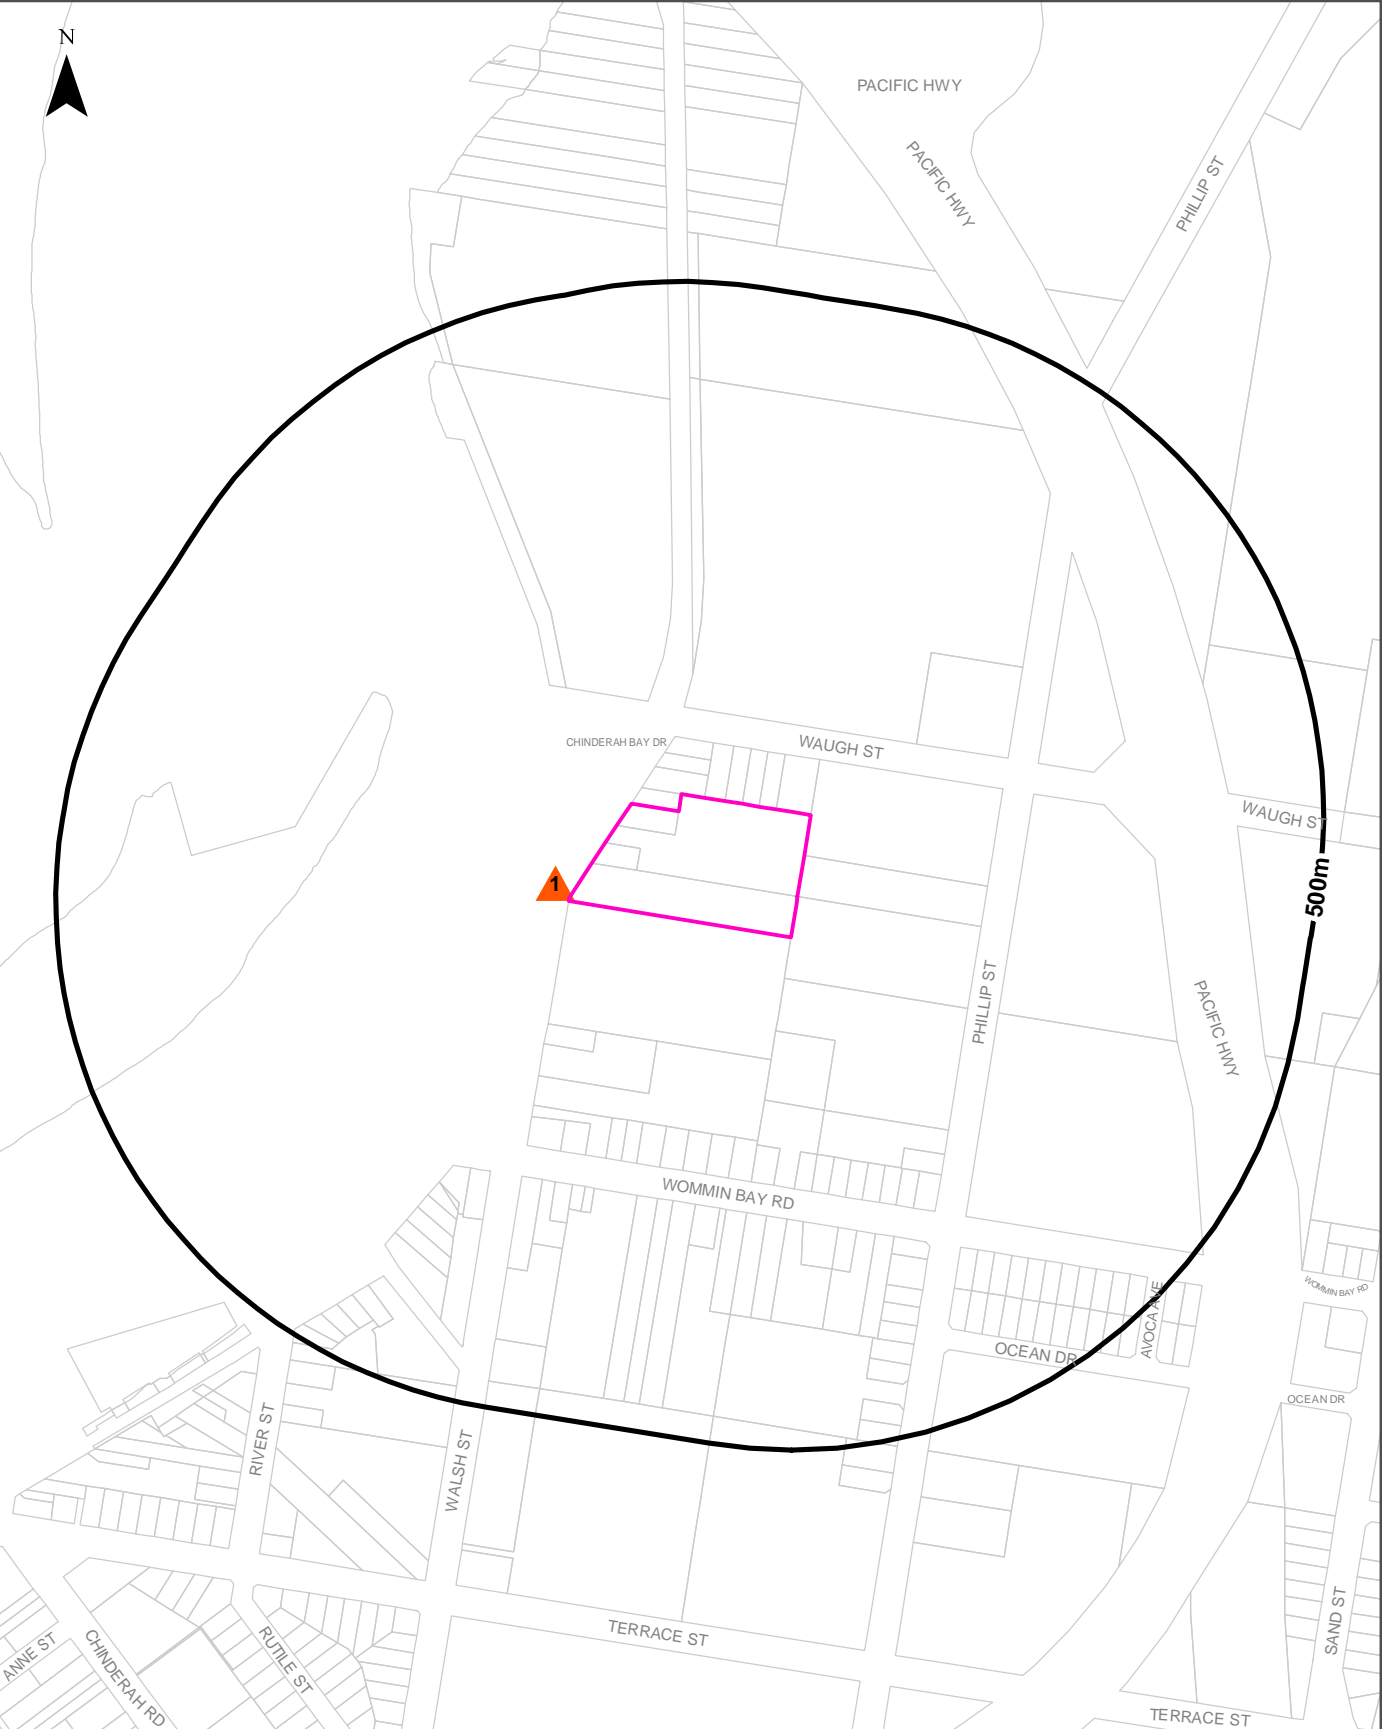 N
PACIFIC HWY
PACIFIC HWY
PHILLIP ST
CHINDERAH BAY DR
WAUGH ST
WAUGH ST
1
500m
PHILLIP ST
PACIFIC HWY
WOMMIN BAY RD
WOMMIN BAY RD
AVOCA AVE
OCEAN DR
OCEAN DR
RIVER ST
WALSH ST
TERRACE ST
SAND ST
ANNE ST
CHINDERAH RD
RUTILE ST
TERRACE ST